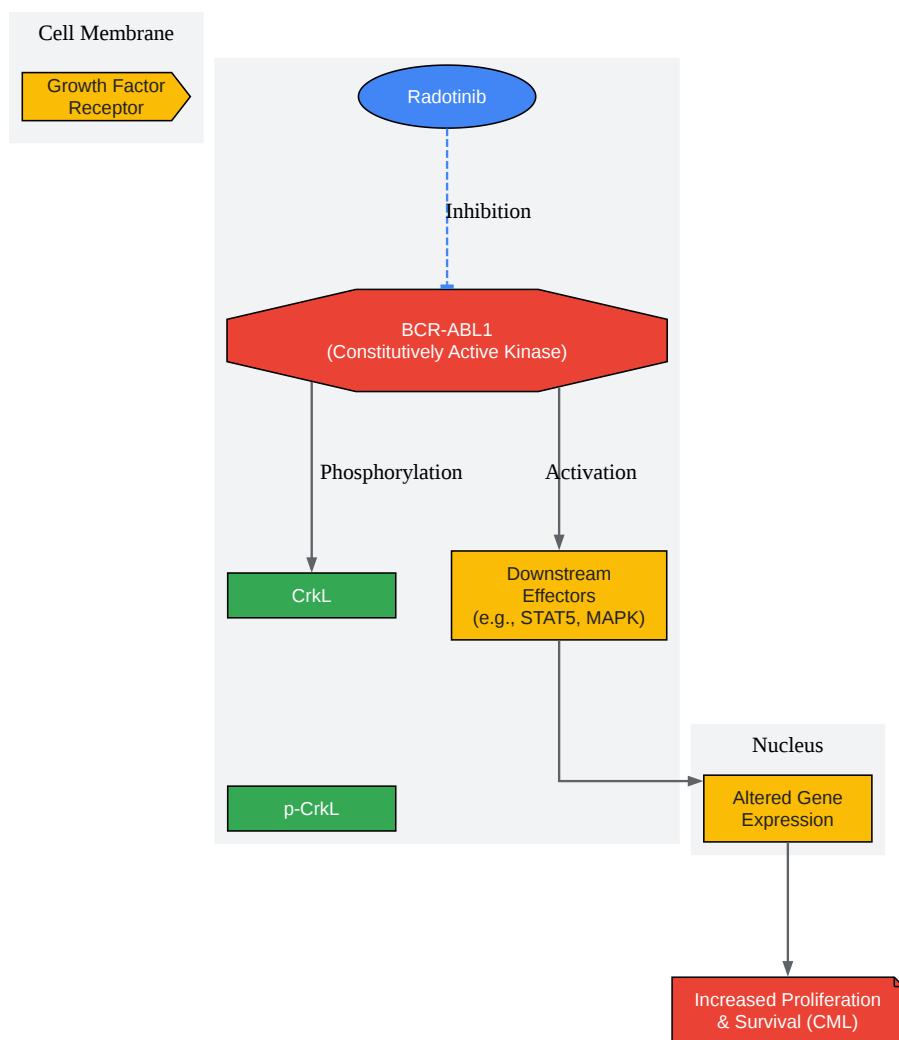 Cell Membrane
Growth Factor
Receptor
Radotinib
Inhibition
BCR-ABL1
(Constitutively Active Kinase)
Phosphorylation
Activation
CrkL
Downstream
Effectors
(e.g., STAT5, MAPK)
Nucleus
p-CrkL
Altered Gene
Expression
Increased Proliferation
& Survival (CML)